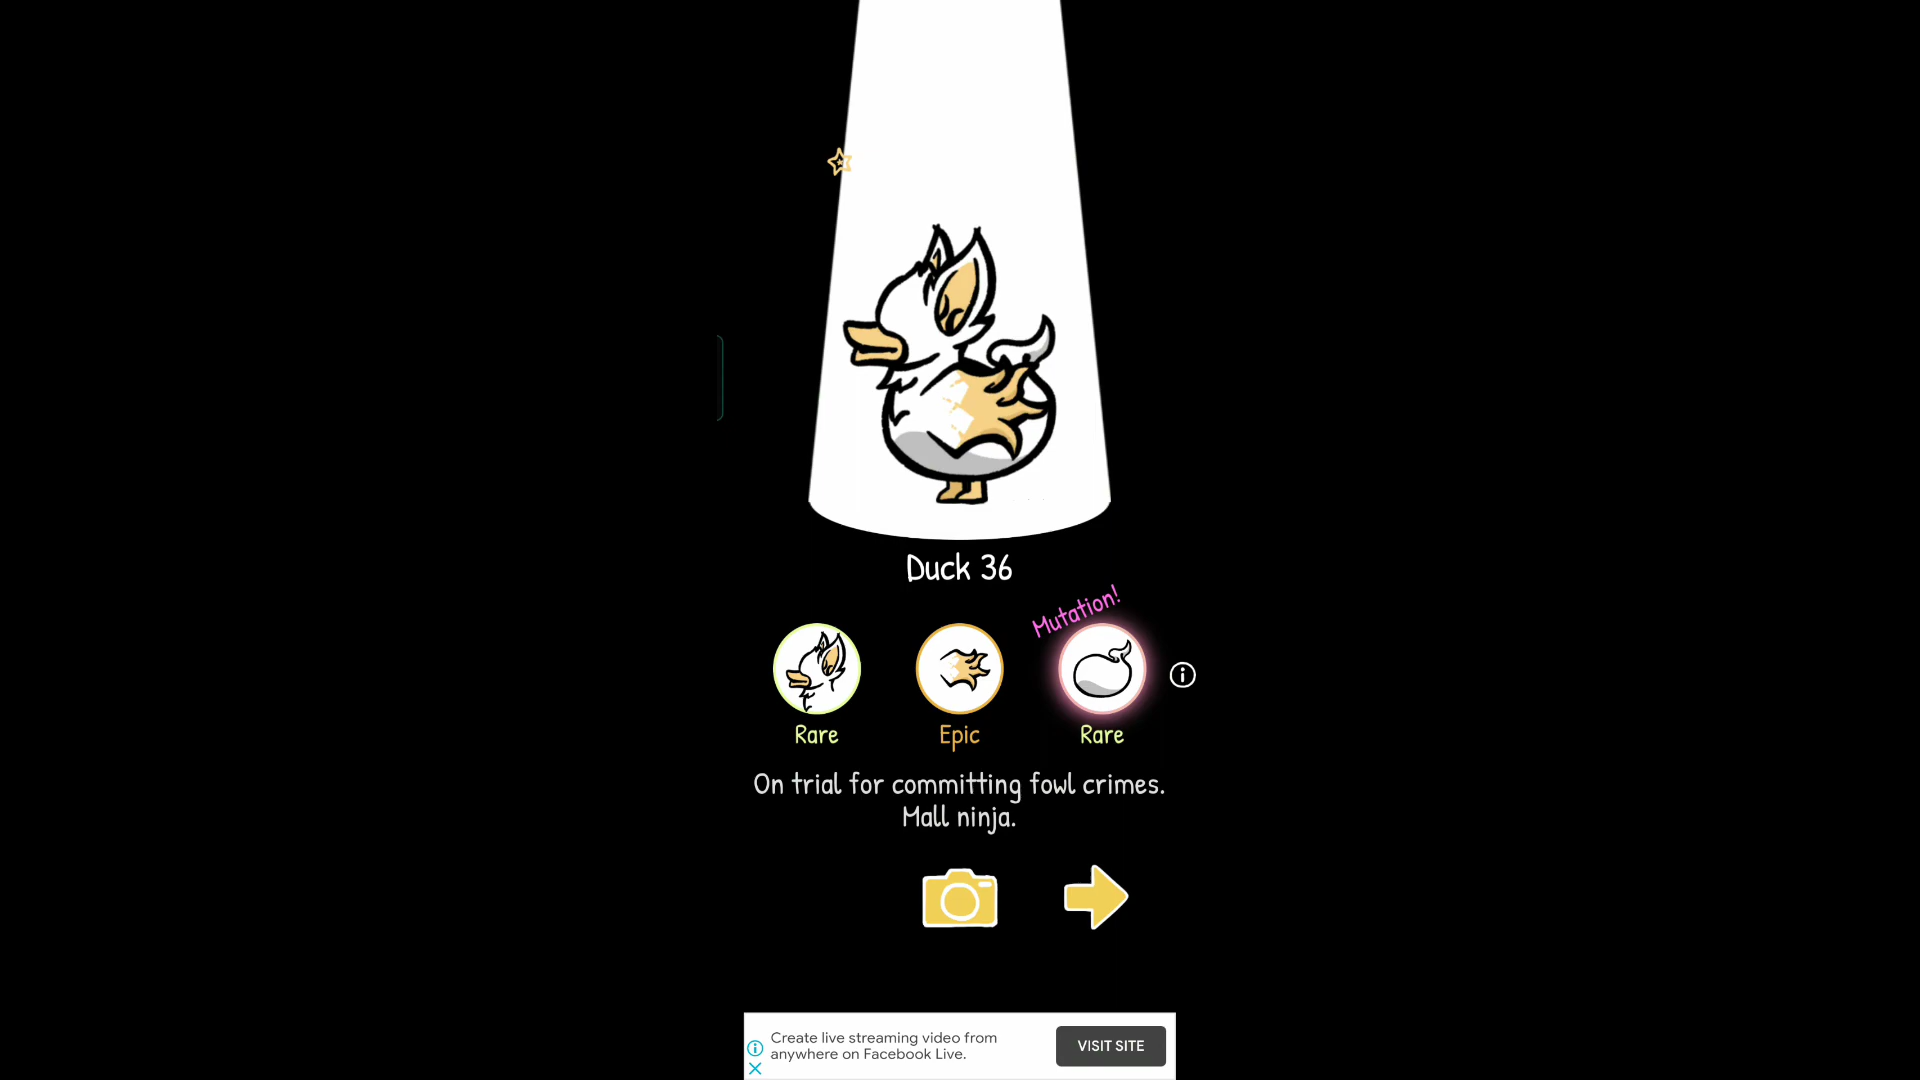 Duck 36
Mutation!
Rare
Epic
Rare
On trial for committing fowl crimes.
Mall ninja.
Create live streaming video from
anywhere on Facebook Live.
VISIT SITE